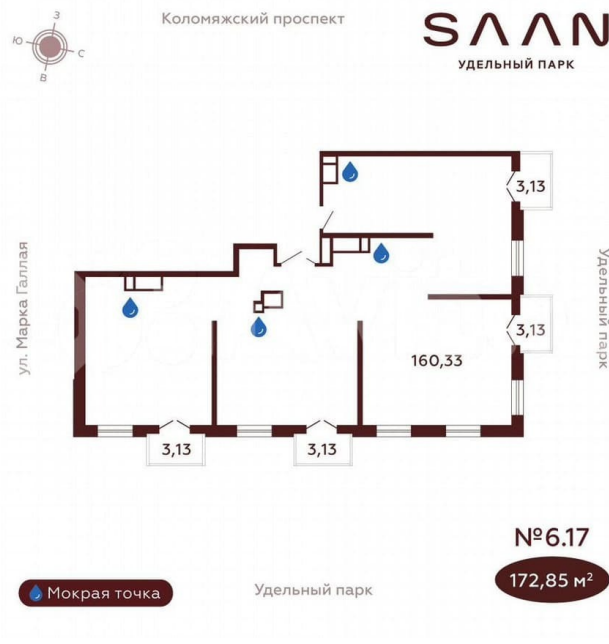 Коломяжский проспект
SAAN
УДЕЛЬНЫЙ ПАРК
З
Ю
С
В
3,13
ул. Марка Галлая
Удельный парк
3,13
160,33
3,13
3,13
№6.17
172,85 м²
Мокрая точка
Удельный парк